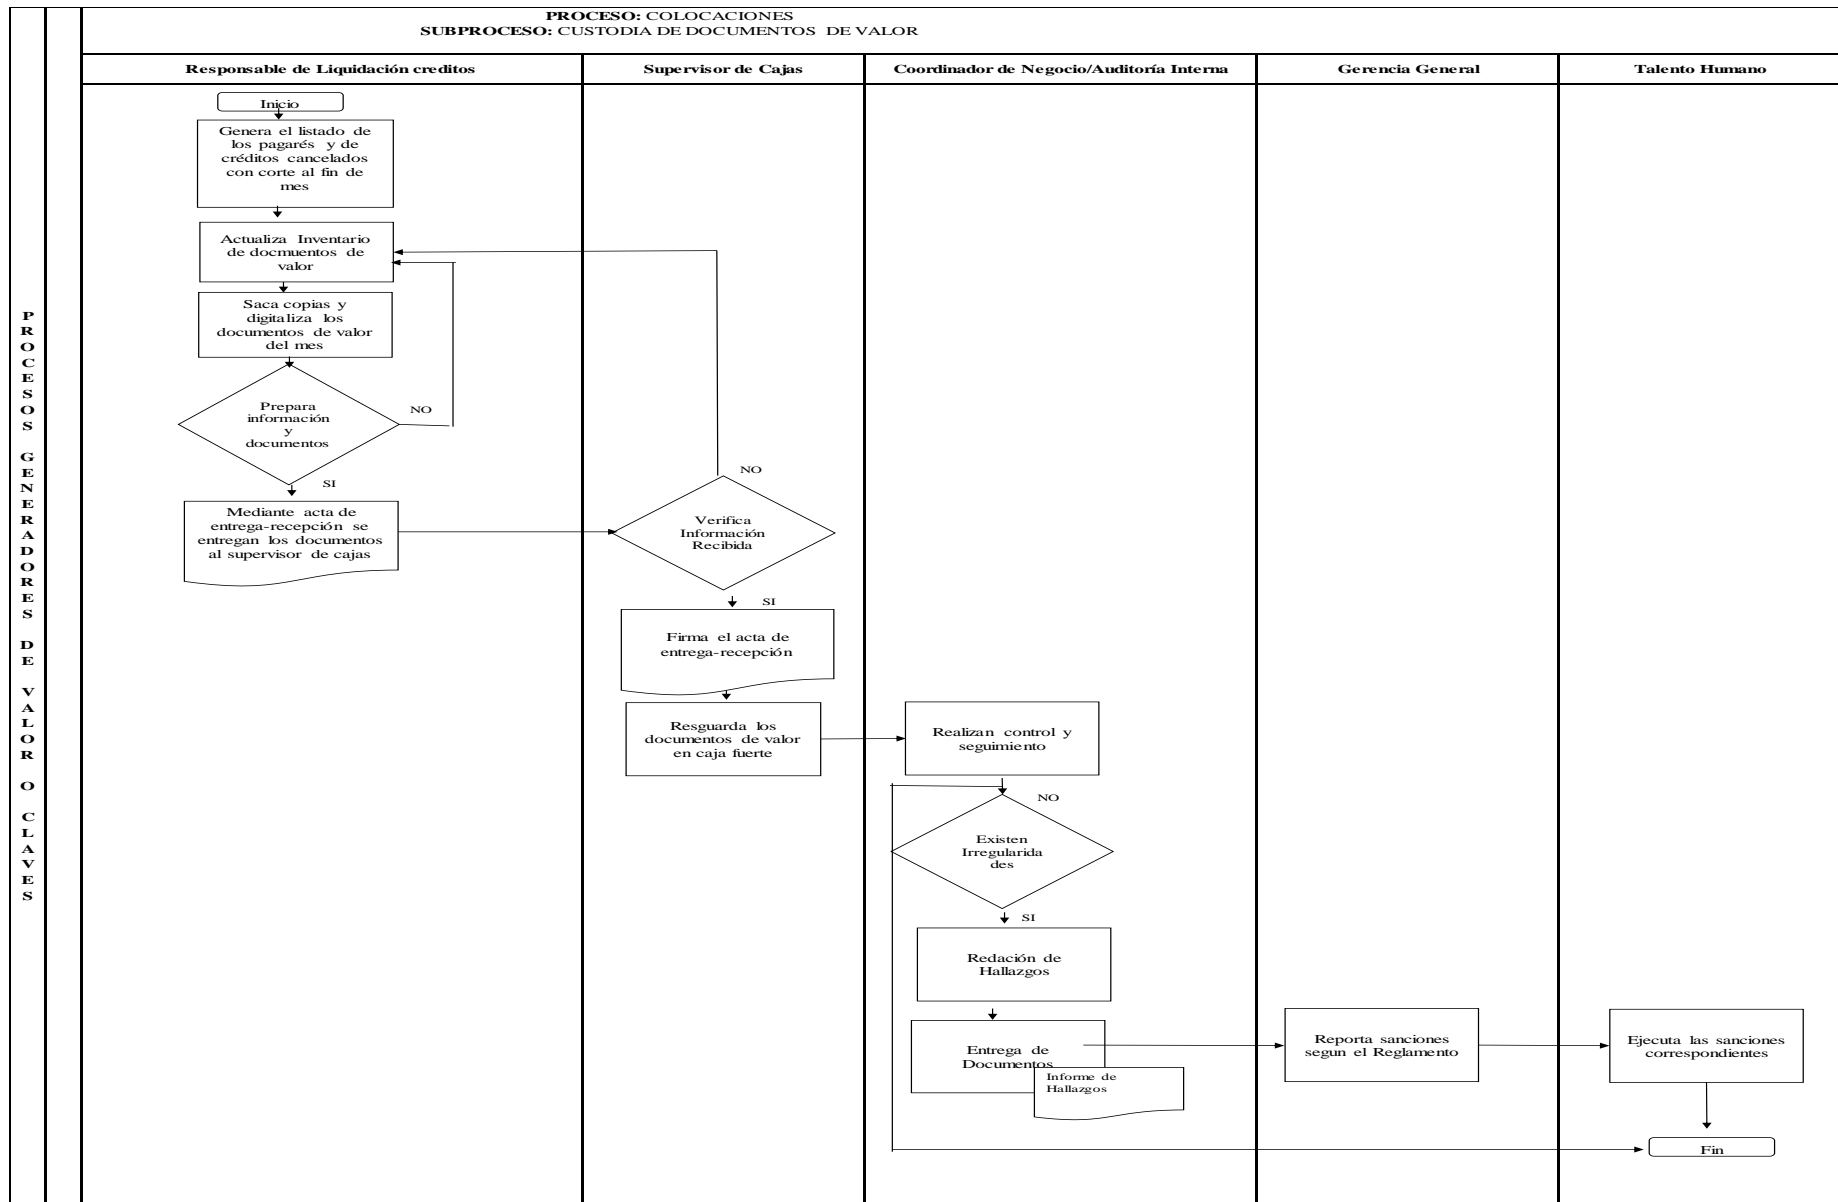 PROCESO: COLOCACIONES
SUBPROCESO: CUSTODIA DE DOCUMENTOS DE VALOR
PROCESOS GENERADORES DE VALOR O CLAVES
Responsable de Liquidación creditos
Supervisor de Cajas
Coordinador de Negocio/Auditoría Interna
Gerencia General
Talento Humano
Inicio
Genera el listado de
los pagarés y de
créditos cancelados
con corte al fin de
mes
Actualiza Inventario
de docmuentos de
valor
Saca copias y
digitaliza los
documentos de valor
del mes
Prepara
información
y
documentos
NO
SI
Mediante acta de
entrega-recepción se
entregan los documentos
al supervisor de cajas
NO
Verifica
Información
Recibida
SI
Firma el acta de
entrega-recepción
Resguarda los
documentos de valor
en caja fuerte
Realizan control y
seguimiento
NO
Existen
Irregularida
des
SI
Redación de
Hallazgos
Entrega de
Documentos
Informe de
Hallazgos
Reporta sanciones
segun el Reglamento
Ejecuta las sanciones
correspondientes
Fin